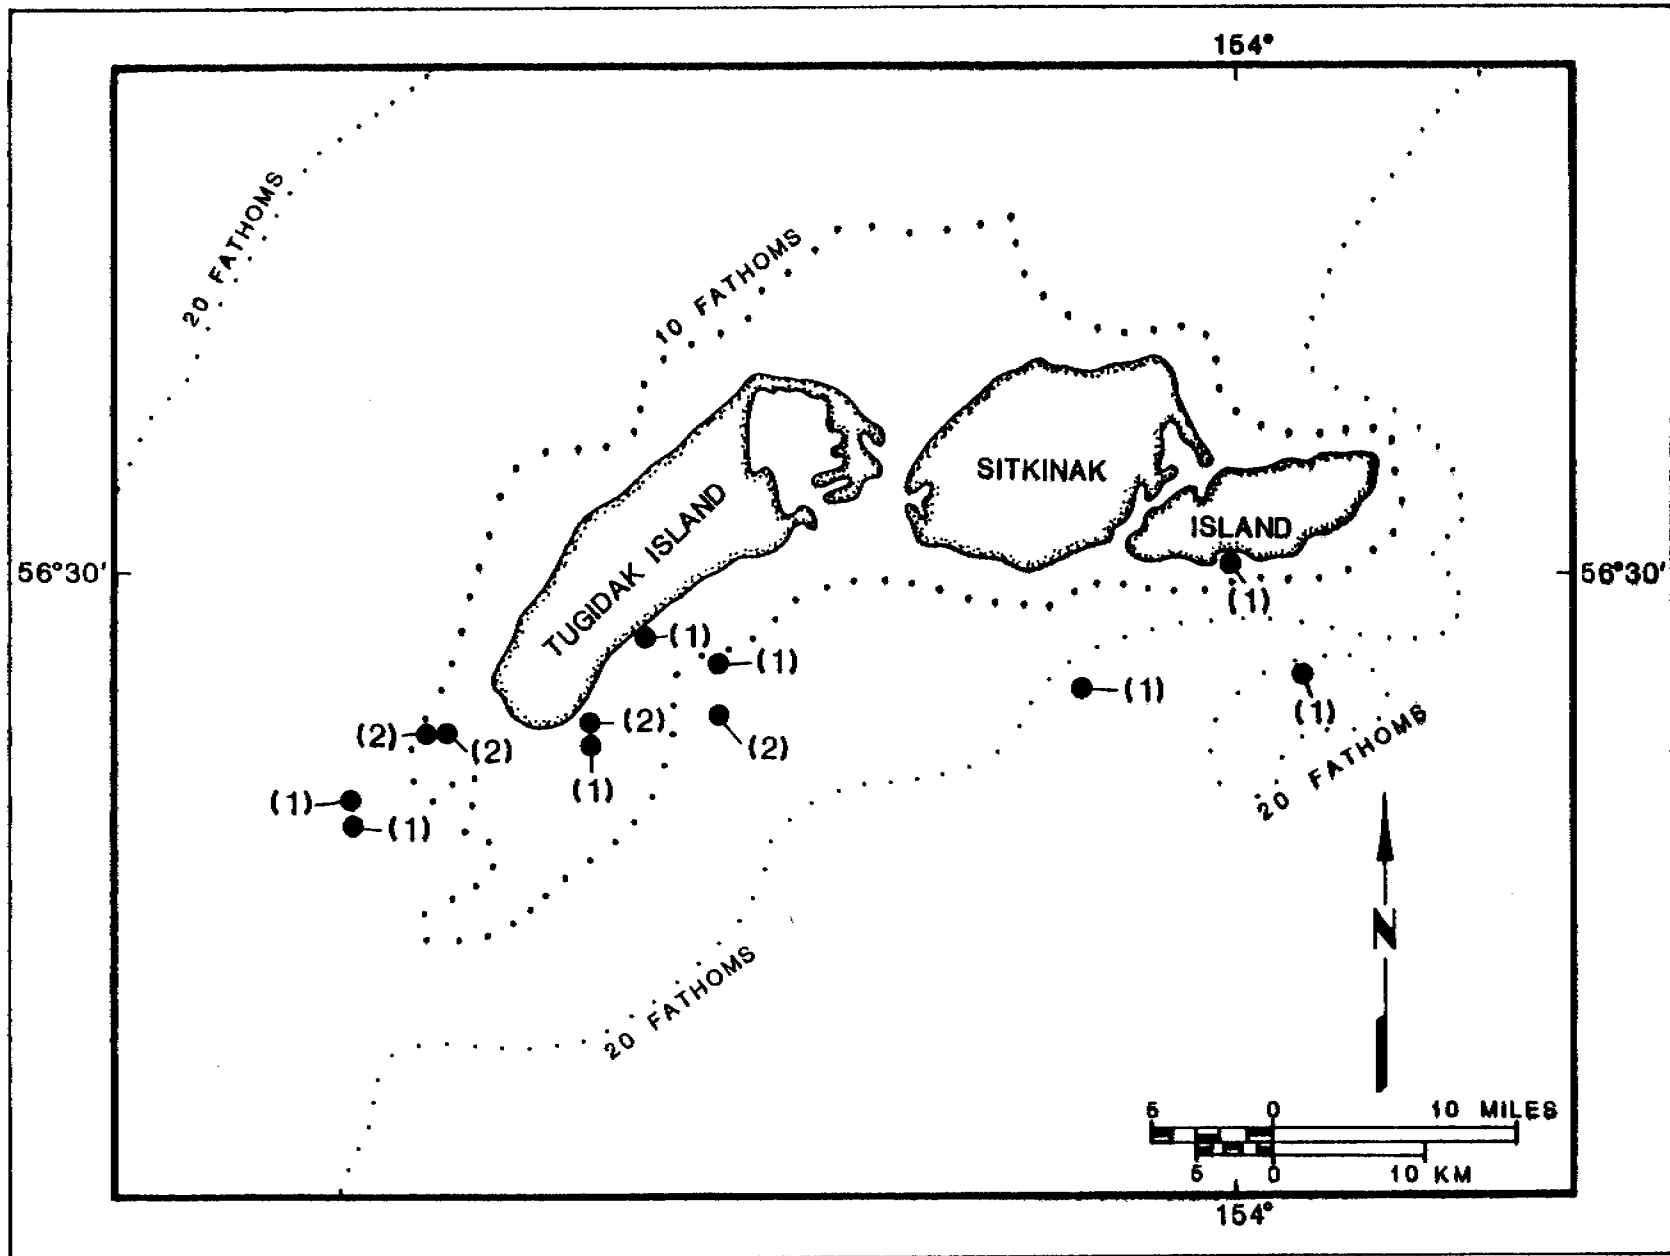 154°
20 FATHOMS
10 FATHOMS
SITKINAK
ISLAND
TUGIDAK ISLAND
56°30'
56°30'
(1)
(1)
(1)
(1)
(1)
(2)
(2)
(2)
(2)
(1)
(1)
(1)
20 FATHOMS
20 FATHOMS
N
5 0 10 MILES
5 0 10 KM
154°